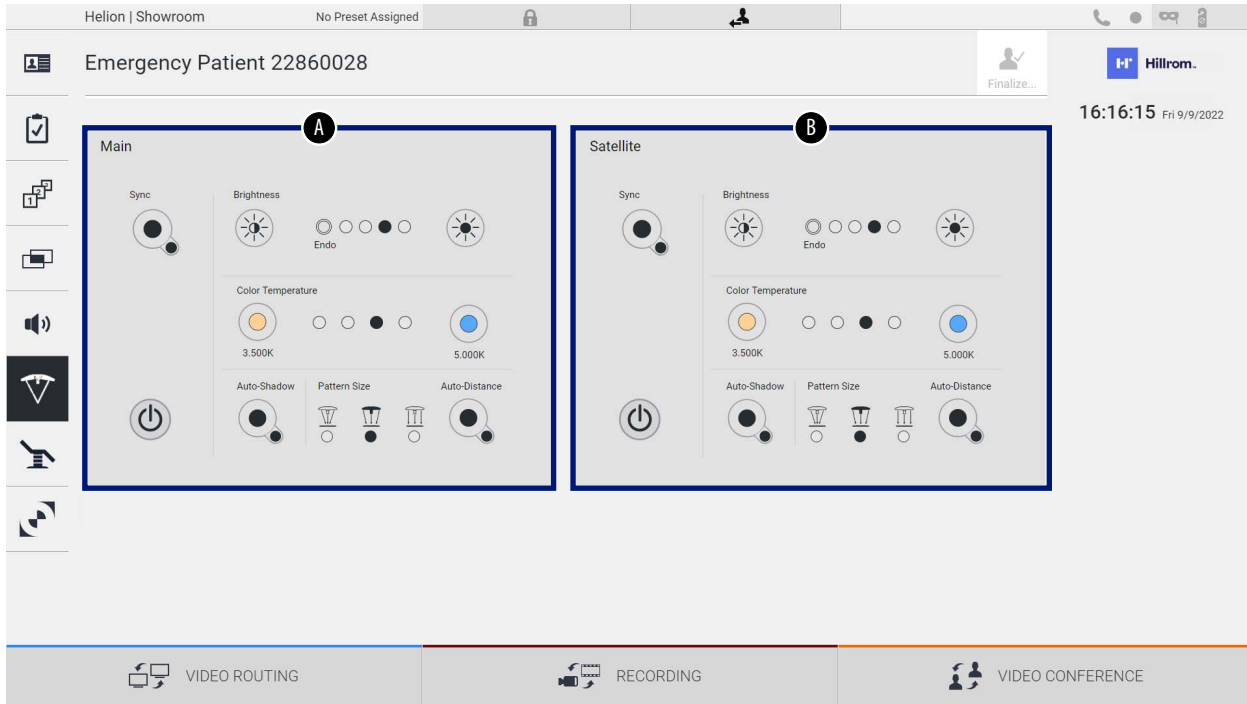 Helion | Showroom
No Preset Assigned
Emergency Patient 22860028
Finalize...
Hillrom™
16:16:15 Fri 9/9/2022
A
Main
Sync
Brightness
Endo
Color Temperature
3.500K
5.000K
Auto-Shadow
Pattern Size
Auto-Distance
B
Satellite
Sync
Brightness
Endo
Color Temperature
3.500K
5.000K
Auto-Shadow
Pattern Size
Auto-Distance
VIDEO ROUTING
RECORDING
VIDEO CONFERENCE